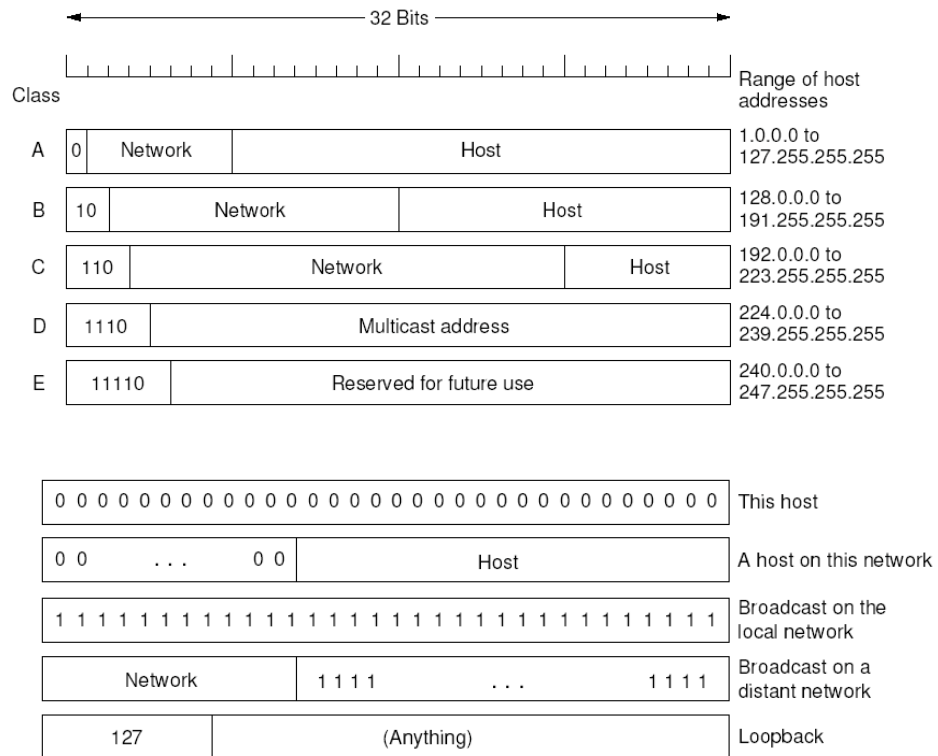 32 Bits
Class
Range of host
addresses
A 0 Network Host 1.0.0.0 to
127.255.255.255
B 10 Network Host 128.0.0.0 to
191.255.255.255
C 110 Network Host 192.0.0.0 to
223.255.255.255
D 1110 Multicast address 224.0.0.0 to
239.255.255.255
E 11110 Reserved for future use 240.0.0.0 to
247.255.255.255
0 0 0 0 0 0 0 0 0 0 0 0 0 0 0 0 0 0 0 0 0 0 0 0 0 0 0 0 0 0 0 0 This host
0 0 ... 0 0 Host A host on this network
1 1 1 1 1 1 1 1 1 1 1 1 1 1 1 1 1 1 1 1 1 1 1 1 1 1 1 1 1 1 1 1 Broadcast on the
local network
Network 1 1 1 1 ... 1 1 1 1 Broadcast on a
distant network
127 (Anything) Loopback